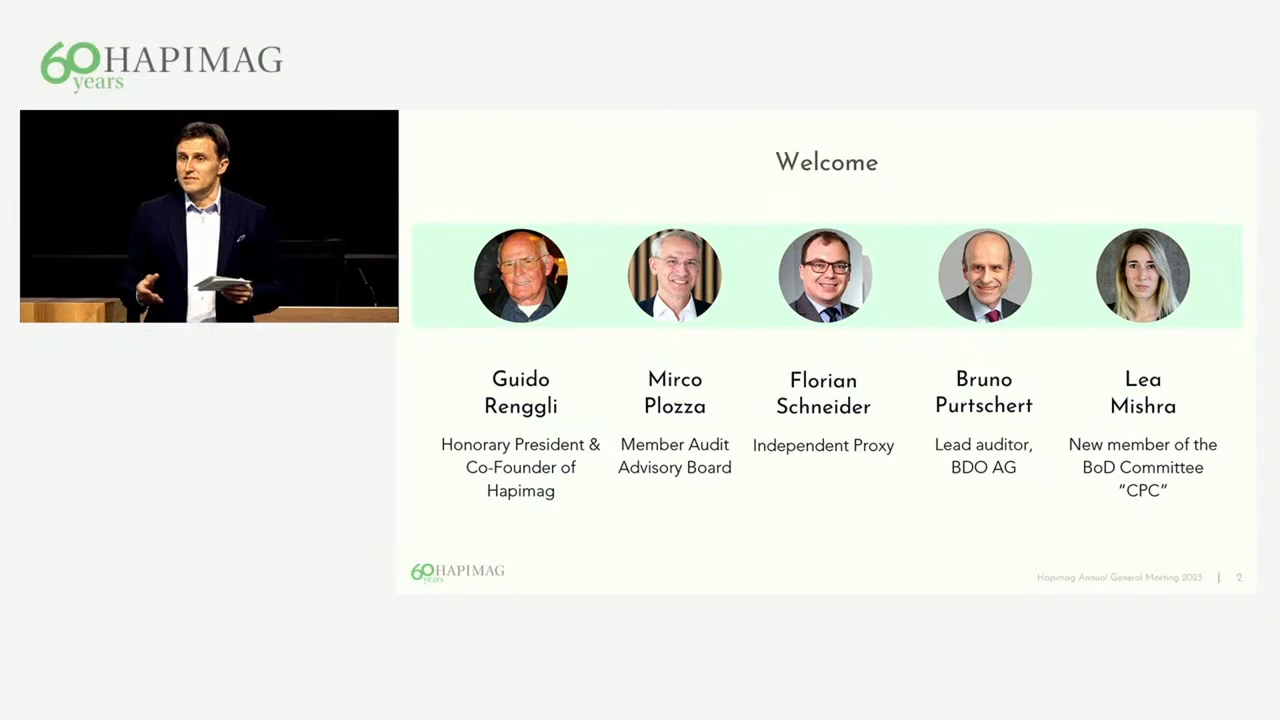 60 HAPIMAG
years
Welcome
Guido
Renggli
Honorary President &
Co-Founder of
Hapimag
Mirco
Plozza
Member Audit
Advisory Board
Florian
Schneider
Independent Proxy
Bruno
Purtschert
Lead auditor,
BDO AG
Lea
Mishra
New member of the
BoD Committee
"CPC"
60 HAPIMAG
years
Hapimag Annual General Meeting 2023 | 2